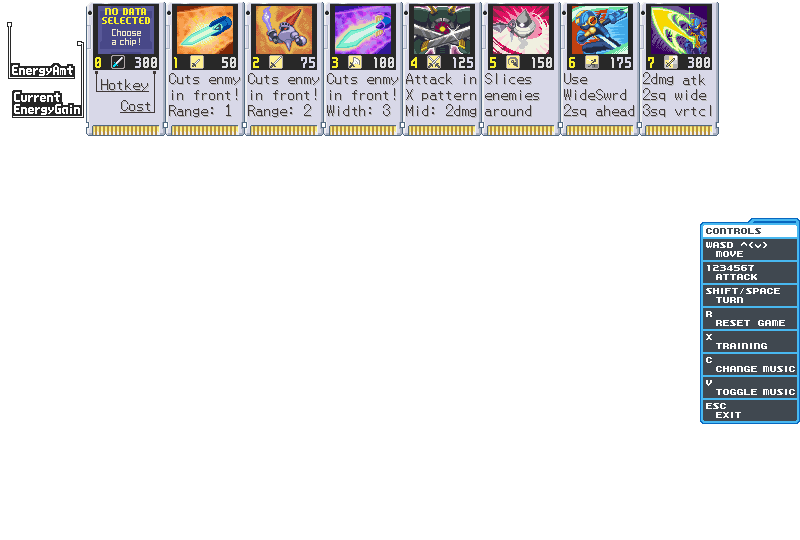 EnergyAmt
Current
EnergyGain
NO DATA
SELECTED
Choose
a chip!
0 300
Hotkey
Cost
1 50
Cuts enmy
in front!
Range: 1
2 75
Cuts enmy
in front!
Range: 2
3 100
Cuts enmy
in front!
Width: 3
4 125
Attack in
X pattern
Mid: 2dmg
5 150
Slices
enemies
around
6 175
Use
WideSwrd
2sq ahead
7 300
2dmg atk
2sq wide
3sq vrtcl
CONTROLS
WASD ^<v>
MOVE
1234567
ATTACK
SHIFT/SPACE
TURN
R
RESET GAME
X
TRAINING
C
CHANGE MUSIC
V
TOGGLE MUSIC
ESC
EXIT